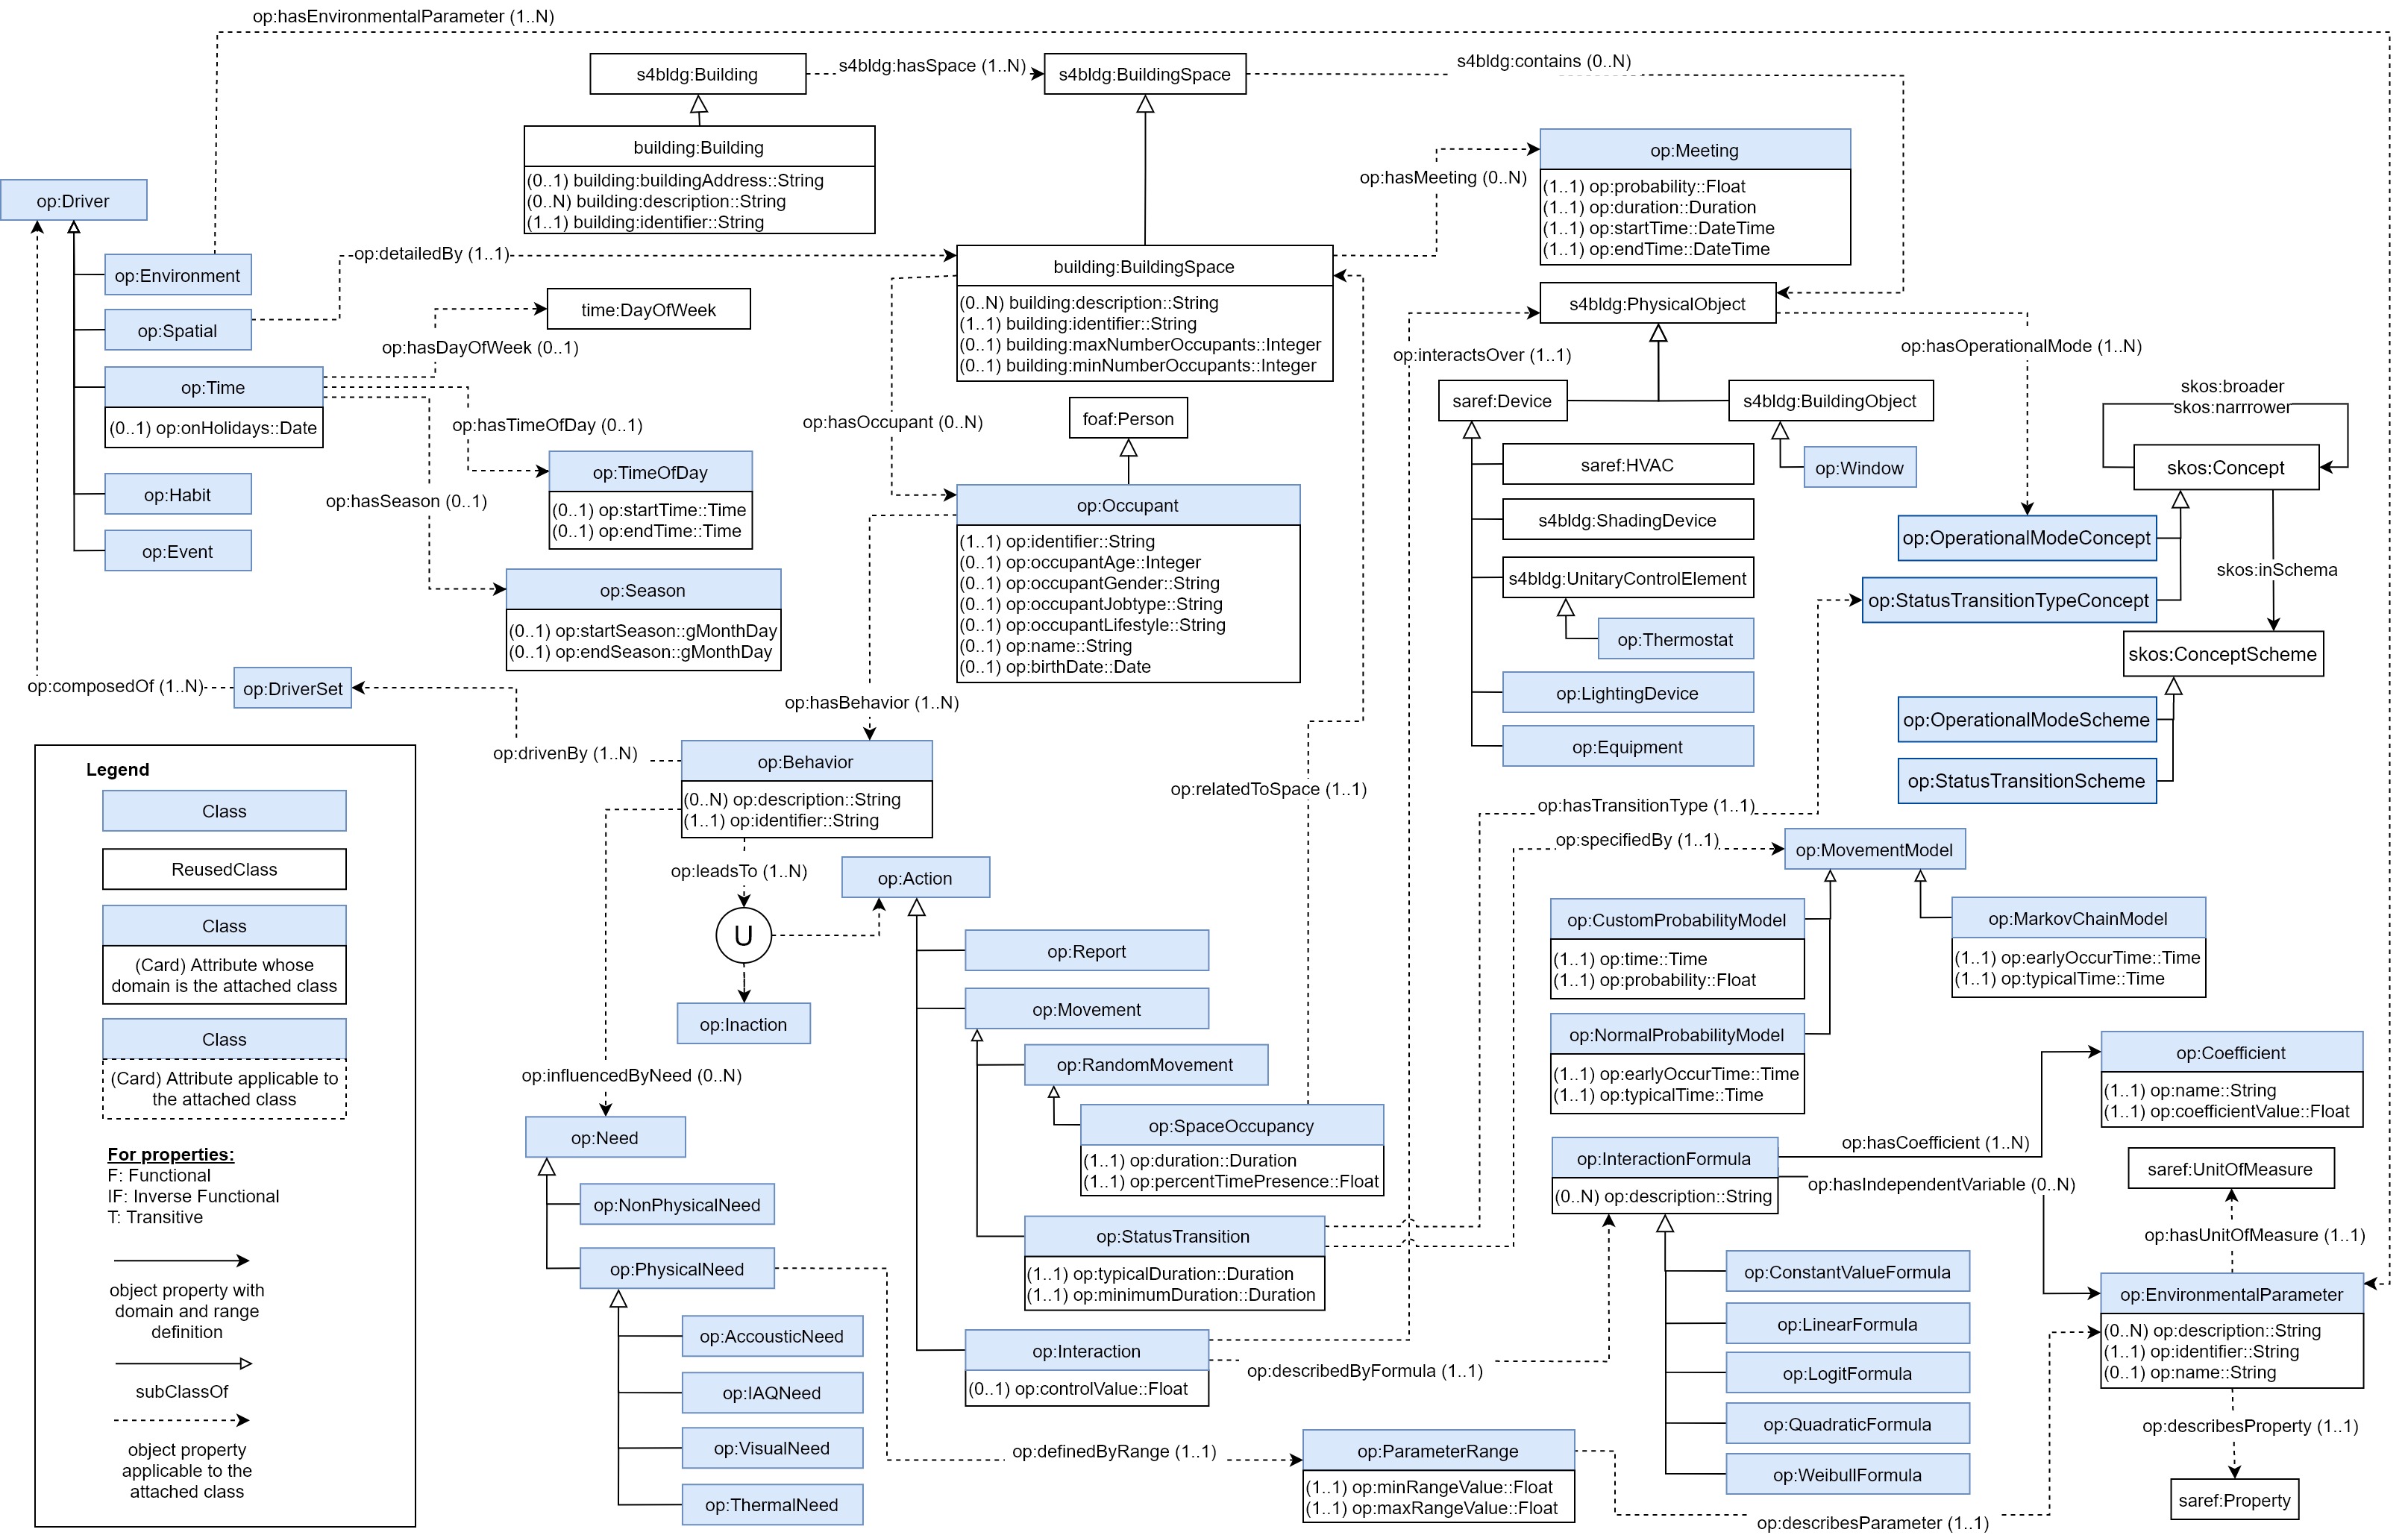 op:hasEnvironmentalParameter (1..N)
s4bldg:Building
s4bldg:hasSpace (1..N)
s4bldg:BuildingSpace
s4bldg:contains (0..N)
building:Building
(0..1) building:buildingAddress::String
(0..N) building:description::String
(1..1) building:identifier::String
op:hasMeeting (0..N)
op:Meeting
(1..1) op:probability::Float
(1..1) op:duration::Duration
(1..1) op:startTime::DateTime
(1..1) op:endTime::DateTime
op:Driver
op:Environment
op:Spatial
op:Time
(0..1) op:onHolidays::Date
op:Habit
op:Event
op:detailedBy (1..1)
building:BuildingSpace
(0..N) building:description::String
(1..1) building:identifier::String
(0..1) building:maxNumberOccupants::Integer
(0..1) building:minNumberOccupants::Integer
time:DayOfWeek
op:hasDayOfWeek (0..1)
op:hasTimeOfDay (0..1)
op:TimeOfDay
(0..1) op:startTime::Time
(0..1) op:endTime::Time
op:hasSeason (0..1)
op:Season
(0..1) op:startSeason::gMonthDay
(0..1) op:endSeason::gMonthDay
op:hasOccupant (0..N)
foaf:Person
op:Occupant
(1..1) op:identifier::String
(0..1) op:occupantAge::Integer
(0..1) op:occupantGender::String
(0..1) op:occupantJobtype::String
(0..1) op:occupantLifestyle::String
(0..1) op:name::String
(0..1) op:birthDate::Date
s4bldg:PhysicalObject
op:interactsOver (1..1)
op:hasOperationalMode (1..N)
saref:Device
s4bldg:BuildingObject
saref:HVAC
op:Window
s4bldg:ShadingDevice
s4bldg:UnitaryControlElement
op:Thermostat
op:LightingDevice
op:Equipment
skos:broader
skos:narrrower
skos:Concept
op:OperationalModeConcept
op:StatusTransitionTypeConcept
skos:inSchema
skos:ConceptScheme
op:OperationalModeScheme
op:StatusTransitionScheme
op:composedOf (1..N)
op:DriverSet
op:drivenBy (1..N)
op:hasBehavior (1..N)
op:Behavior
(0..N) op:description::String
(1..1) op:identifier::String
op:relatedToSpace (1..1)
op:hasTransitionType (1..1)
op:specifiedBy (1..1)
op:MovementModel
op:CustomProbabilityModel
(1..1) op:time::Time
(1..1) op:probability::Float
op:MarkovChainModel
(1..1) op:earlyOccurTime::Time
(1..1) op:typicalTime::Time
op:NormalProbabilityModel
(1..1) op:earlyOccurTime::Time
(1..1) op:typicalTime::Time
Legend
Class
ReusedClass
Class
(Card) Attribute whose
domain is the attached class
Class
(Card) Attribute applicable to
the attached class
For properties:
F: Functional
IF: Inverse Functional
T: Transitive
object property with
domain and range
definition
subClassOf
object property
applicable to the
attached class
op:leadsTo (1..N)
U
op:Inaction
op:Action
op:Report
op:Movement
op:RandomMovement
op:SpaceOccupancy
(1..1) op:duration::Duration
(1..1) op:percentTimePresence::Float
op:StatusTransition
(1..1) op:typicalDuration::Duration
(1..1) op:minimumDuration::Duration
op:Interaction
(0..1) op:controlValue::Float
op:influencedByNeed (0..N)
op:Need
op:NonPhysicalNeed
op:PhysicalNeed
op:AccousticNeed
op:IAQNeed
op:VisualNeed
op:ThermalNeed
op:describedByFormula (1..1)
op:definedByRange (1..1)
op:ParameterRange
(1..1) op:minRangeValue::Float
(1..1) op:maxRangeValue::Float
op:describesParameter (1..1)
op:InteractionFormula
(0..N) op:description::String
op:hasCoefficient (1..N)
op:hasIndependentVariable (0..N)
op:ConstantValueFormula
op:LinearFormula
op:LogitFormula
op:QuadraticFormula
op:WeibullFormula
op:Coefficient
(1..1) op:name::String
(1..1) op:coefficientValue::Float
saref:UnitOfMeasure
op:hasUnitOfMeasure (1..1)
op:EnvironmentalParameter
(0..N) op:description::String
(1..1) op:identifier::String
(0..1) op:name::String
op:describesProperty (1..1)
saref:Property